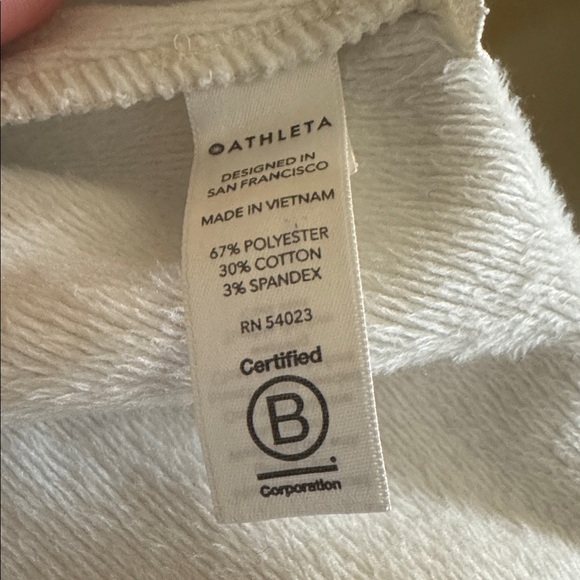 ATHLETA
DESIGNED IN
SAN FRANCISCO
MADE IN VIETNAM
67% POLYESTER
30% COTTON
3% SPANDEX
RN 54023
Certified
B
Corporation